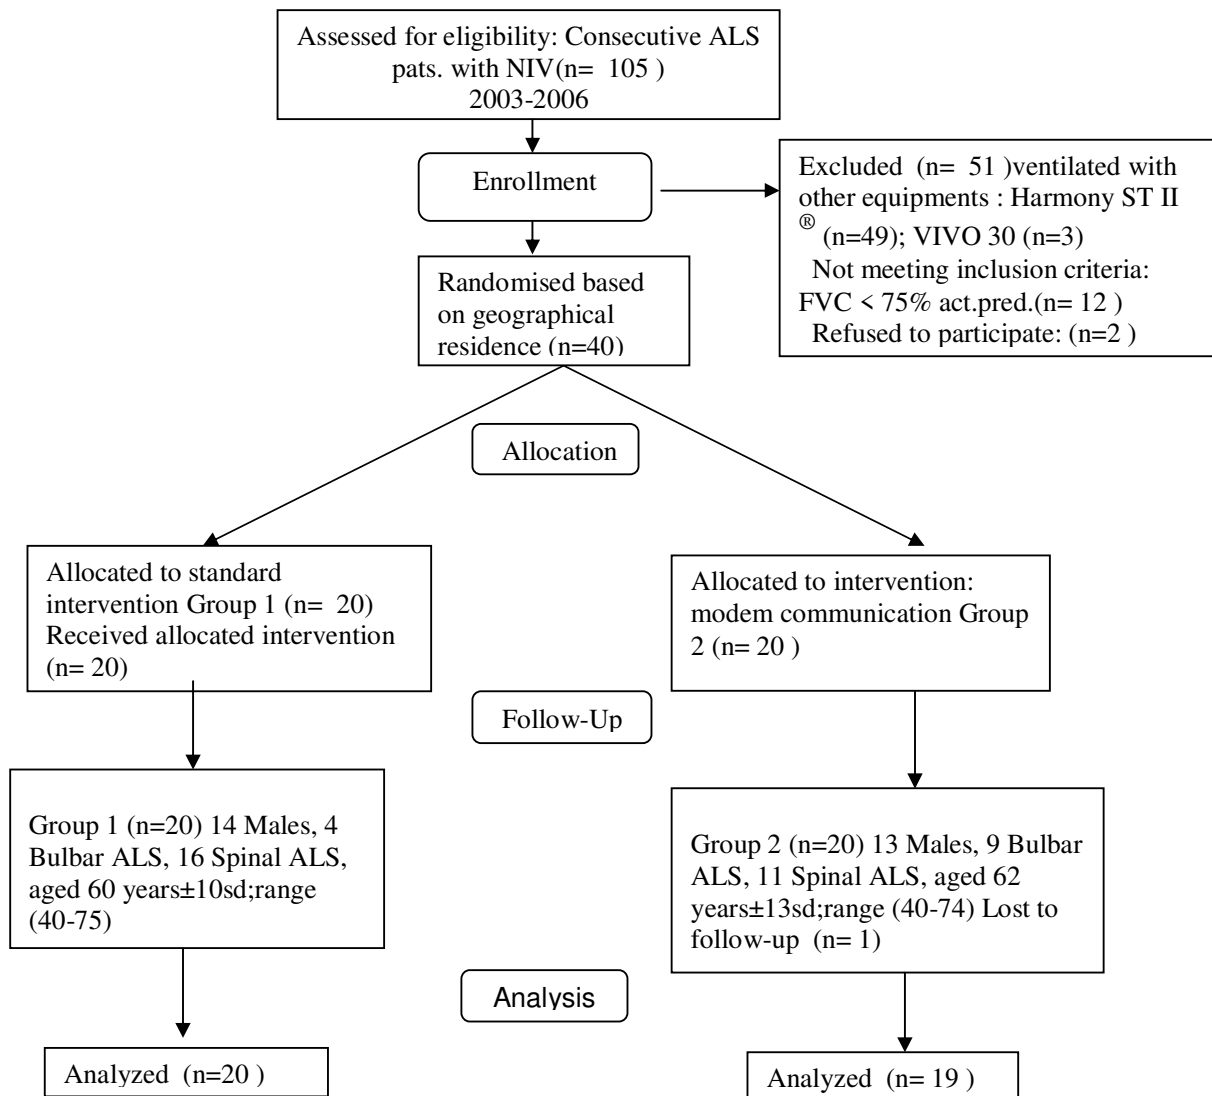 Assessed for eligibility: Consecutive ALS
pats. with NIV(n=  105 )
2003-2006
Enrollment
Excluded  (n=  51 )ventilated with
other equipments : Harmony ST II
® (n=49); VIVO 30 (n=3)
Not meeting inclusion criteria:
FVC < 75% act.pred.(n= 12 )
Refused to participate: (n=2 )
Randomised based
on geographical
residence (n=40)
Allocation
Allocated to standard
intervention Group 1 (n=  20)
Received allocated intervention
(n= 20)
Allocated to intervention:
modem communication Group
2 (n= 20 )
Follow-Up
Group 1 (n=20) 14 Males, 4
Bulbar ALS, 16 Spinal ALS,
aged 60 years±10sd;range
(40-75)
Group 2 (n=20) 13 Males, 9 Bulbar
ALS, 11 Spinal ALS, aged 62
years±13sd;range (40-74) Lost to
follow-up  (n= 1)
Analysis
Analyzed  (n=20 )
Analyzed  (n= 19 )